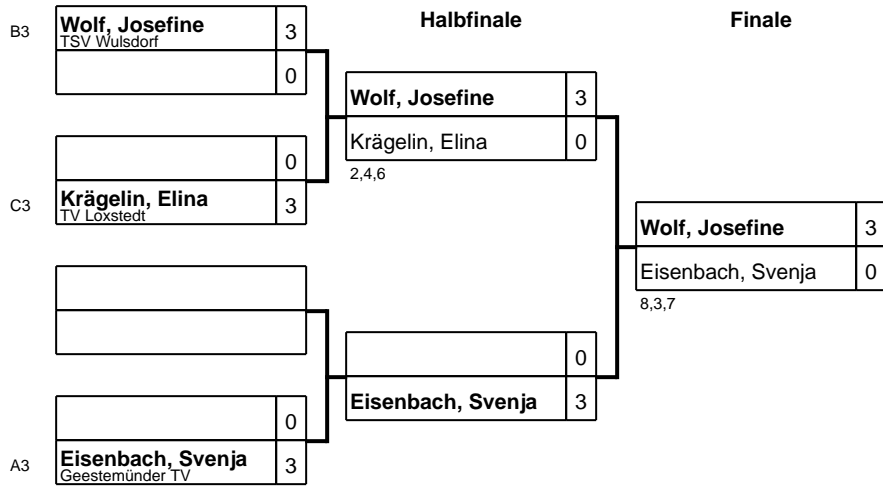 Halbfinale
Finale
B3
Wolf, Josefine 3
TSV Wulsdorf
0
Wolf, Josefine 3
Krägelin, Elina 0
2,4,6
0
C3
Krägelin, Elina 3
TV Loxstedt
Wolf, Josefine 3
Eisenbach, Svenja 0
8,3,7
0
Eisenbach, Svenja 3
0
A3
Eisenbach, Svenja 3
Geestemünder TV